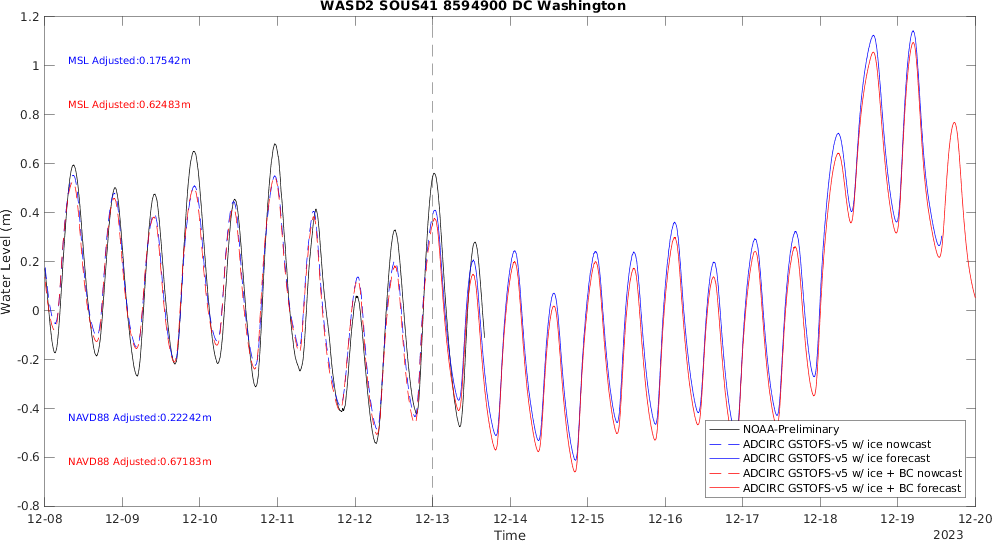 WASD2 SOUS41 8594900 DC Washington
1.2
1
0.8
0.6
0.4
0.2
0
-0.2
-0.4
-0.6
-0.8
Water Level (m)
MSL Adjusted:0.17542m
MSL Adjusted:0.62483m
NAVD88 Adjusted:0.22242m
NAVD88 Adjusted:0.67183m
NOAA-Preliminary
ADCIRC GSTOFS-v5 w/ ice nowcast
ADCIRC GSTOFS-v5 w/ ice forecast
ADCIRC GSTOFS-v5 w/ ice + BC nowcast
ADCIRC GSTOFS-v5 w/ ice + BC forecast
12-08 12-09 12-10 12-11 12-12 12-13 12-14 12-15 12-16 12-17 12-18 12-19 12-20
Time
2023